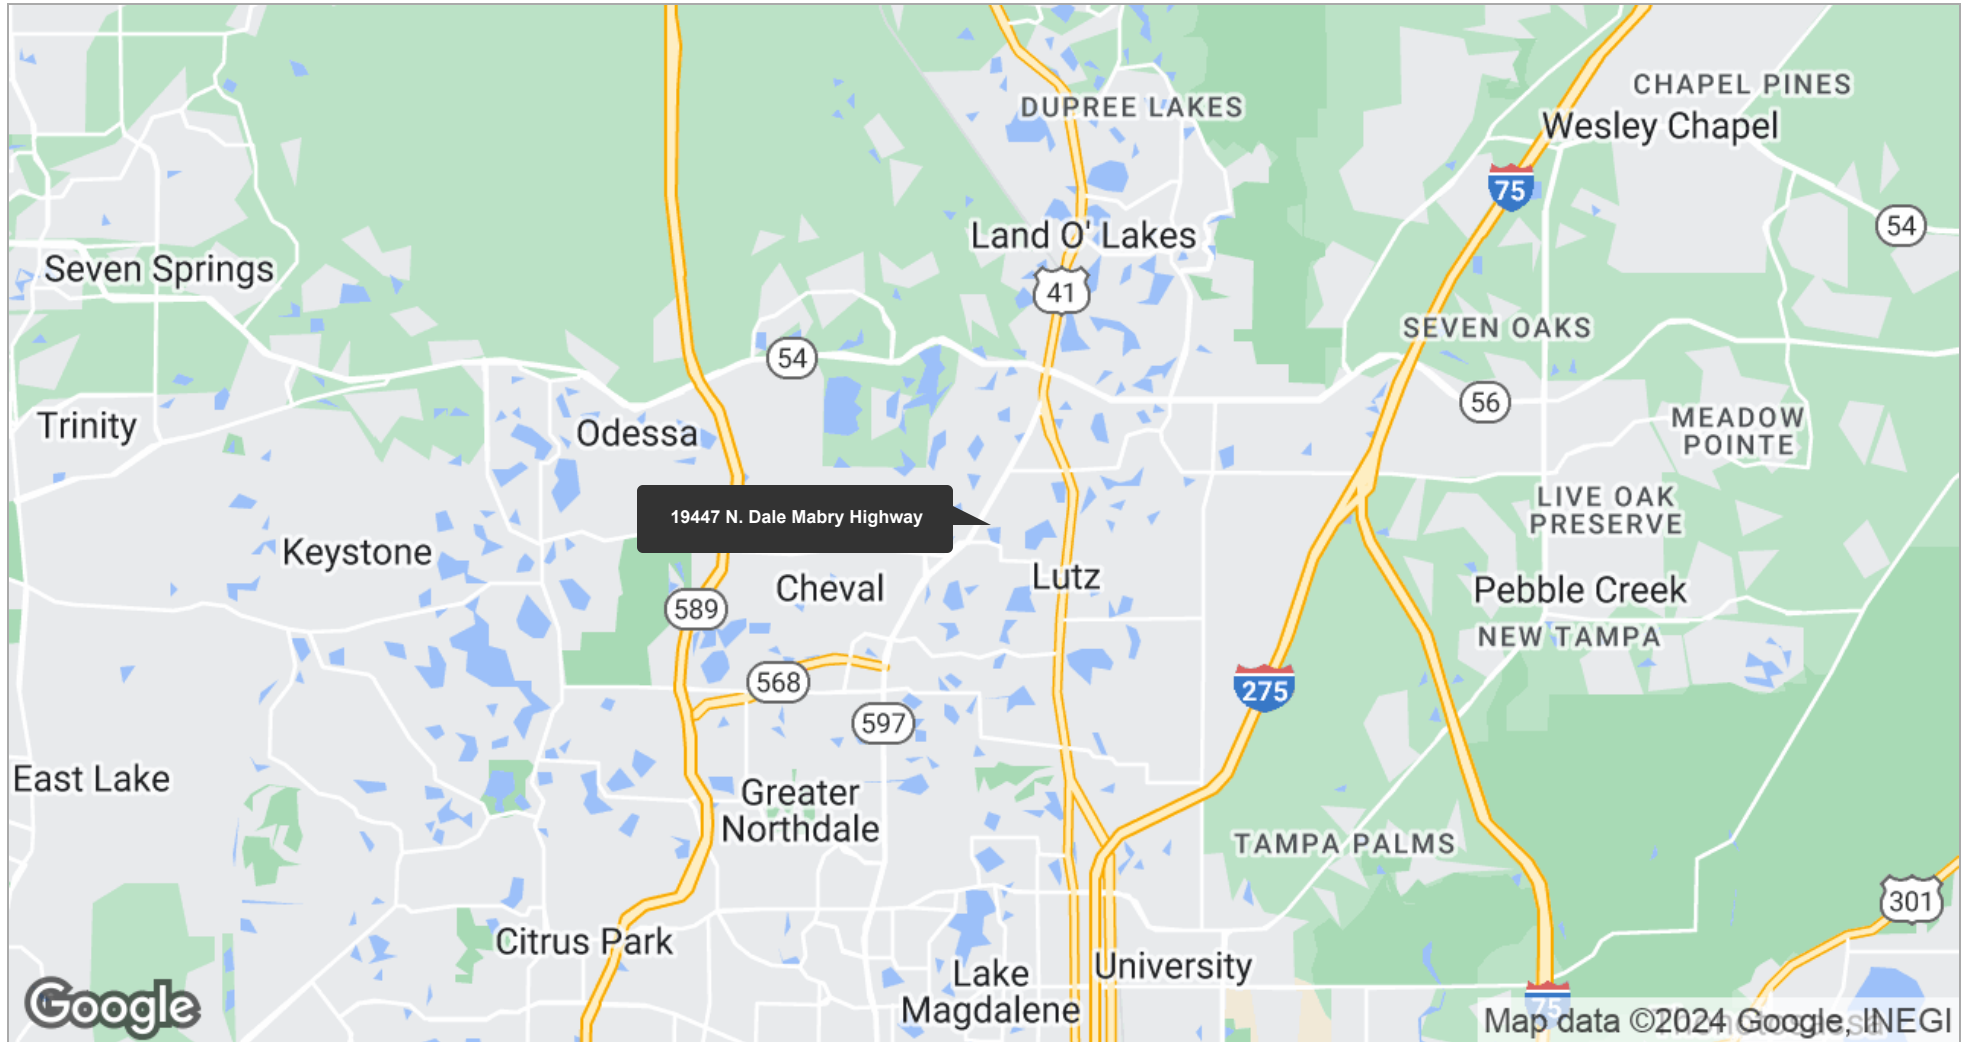 CHAPEL PINES
DUPREE LAKES
Wesley Chapel
75
54
Land O' Lakes
Seven Springs
41
SEVEN OAKS
54
56
Trinity
Odessa
MEADOW
POINTE
LIVE OAK
PRESERVE
19447 N. Dale Mabry Highway
Keystone
Cheval
Lutz
Pebble Creek
589
NEW TAMPA
568
275
597
East Lake
Greater
Northdale
TAMPA PALMS
301
Citrus Park
University
Lake
Magdalene
75
Google
Map data ©2024 Google, INEGI